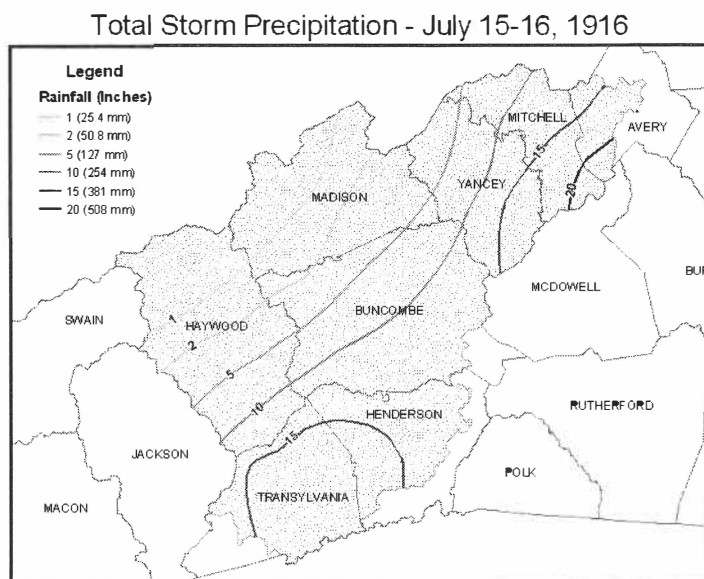 Total Storm Precipitation - July 15-16, 1916
Legend
Rainfall (Inches)
1 (25.4 mm)
2 (50.8 mm)
5 (127 mm)
10 (254 mm)
15 (381 mm)
20 (508 mm)
MITCHELL
AVERY
15
YANCEY
20
MADISON
MCDOWELL
BUR
SWAIN
1
HAYWOOD
BUNCOMBE
2
5
10
HENDERSON
RUTHERFORD
15
JACKSON
POLK
TRANSYLVANIA
MACON